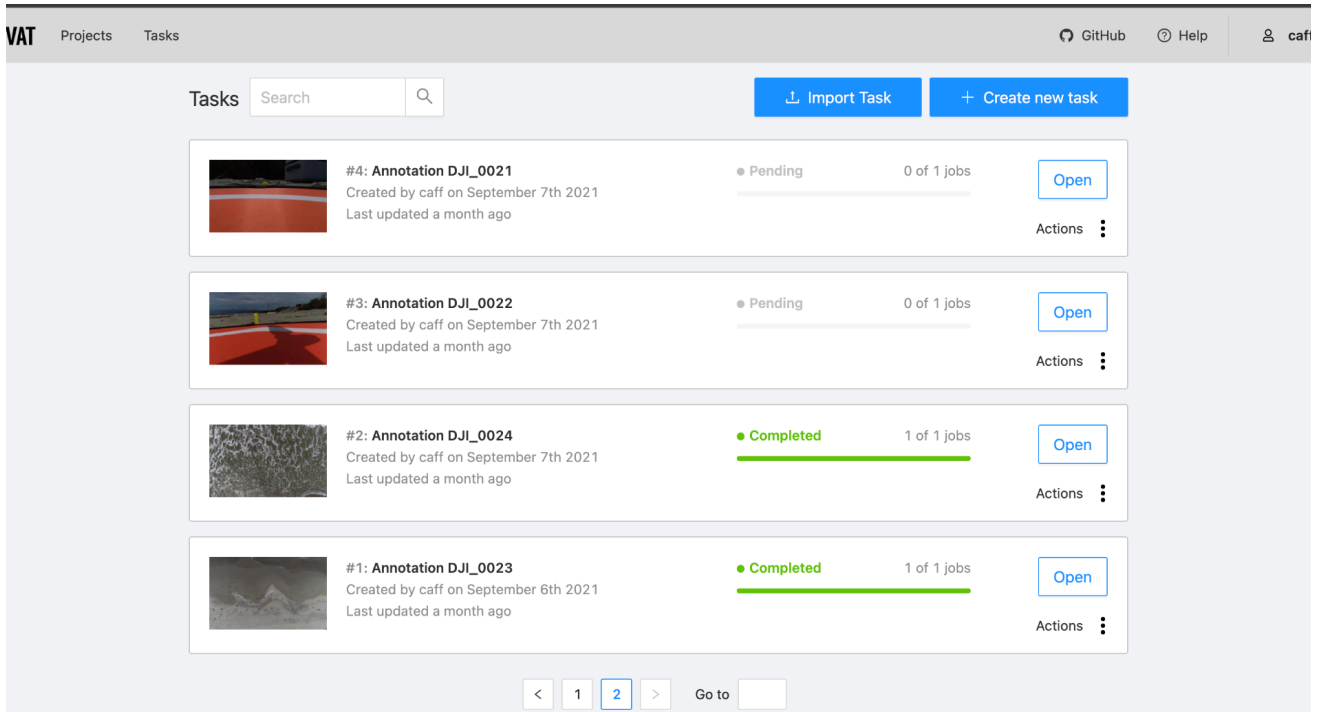 VAT Projects Tasks GitHub Help caf
Tasks Search Import Task + Create new task
#4: Annotation DJI_0021 Pending 0 of 1 jobs Open
Created by caff on September 7th 2021
Last updated a month ago
Actions
#3: Annotation DJI_0022 Pending 0 of 1 jobs Open
Created by caff on September 7th 2021
Last updated a month ago
Actions
#2: Annotation DJI_0024 Completed 1 of 1 jobs Open
Created by caff on September 7th 2021
Last updated a month ago
Actions
#1: Annotation DJI_0023 Completed 1 of 1 jobs Open
Created by caff on September 6th 2021
Last updated a month ago
Actions
< 1 2 > Go to